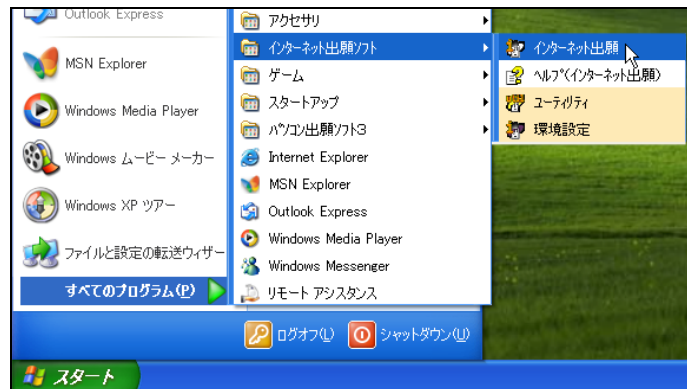 Outlook Express
MSN Explorer
Windows Media Player
Windows ムービー メーカー
Windows XP ツアー
ファイルと設定の転送ウィザー
すべてのプログラム(P)
アクセサリ
インターネット出願ソフト
ゲーム
スタートアップ
パソコン出願ソフト3
Internet Explorer
MSN Explorer
Outlook Express
Windows Media Player
Windows Messenger
リモート アシスタンス
インターネット出願
ヘルプ(インターネット出願)
ユーティリティ
環境設定
ログオフ(L)
シャットダウン(U)
スタート